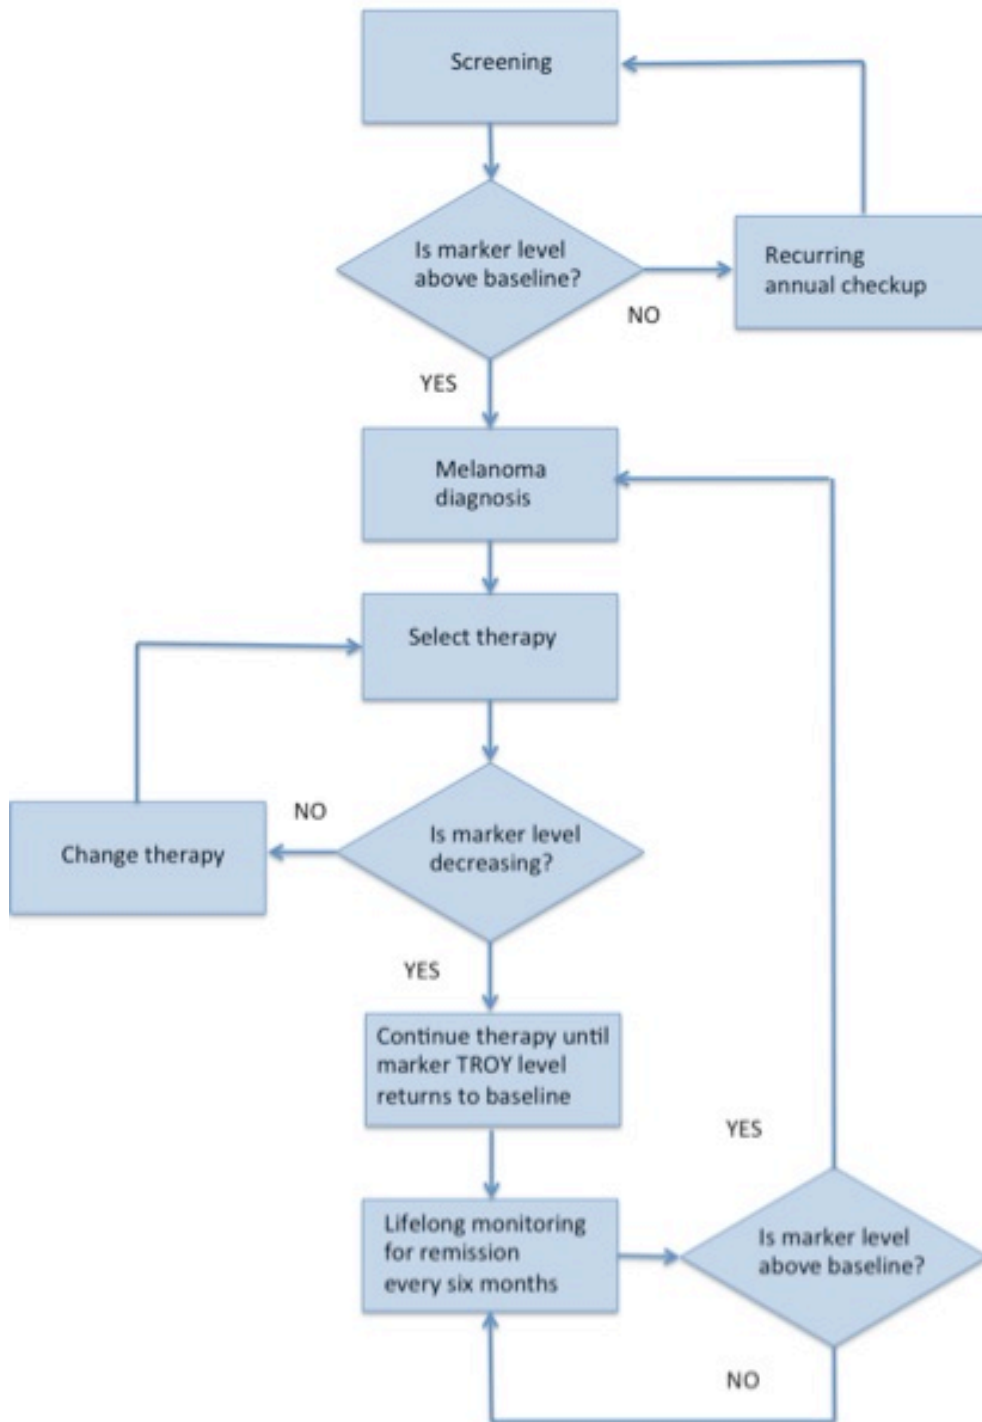 Screening
Is marker level
above baseline?
Recurring
annual checkup
NO
YES
Melanoma
diagnosis
Select therapy
NO
Change therapy
Is marker level
decreasing?
YES
Continue therapy until
marker TROY level
returns to baseline
YES
Lifelong monitoring
for remission
every six months
Is marker level
above baseline?
NO